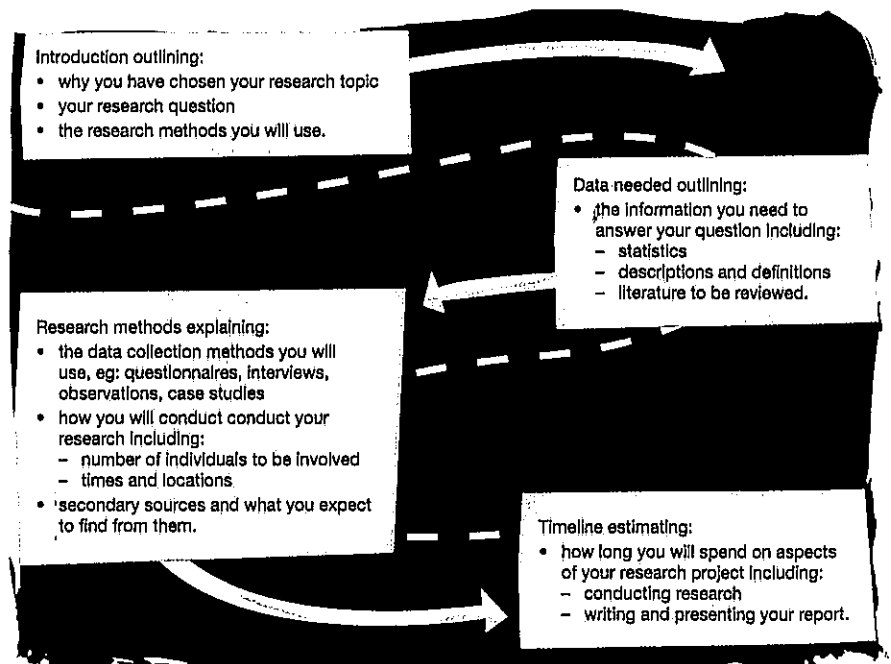 Introduction outlining:
• why you have chosen your research topic
• your research question
• the research methods you will use.
Data needed outlining:
• the information you need to
answer your question including:
– statistics
– descriptions and definitions
– literature to be reviewed.
Research methods explaining:
• the data collection methods you will
use, eg: questionnaires, interviews,
observations, case studies
• how you will conduct conduct your
research including:
– number of individuals to be involved
– times and locations
• secondary sources and what you expect
to find from them.
Timeline estimating:
• how long you will spend on aspects
of your research project including:
– conducting research
– writing and presenting your report.